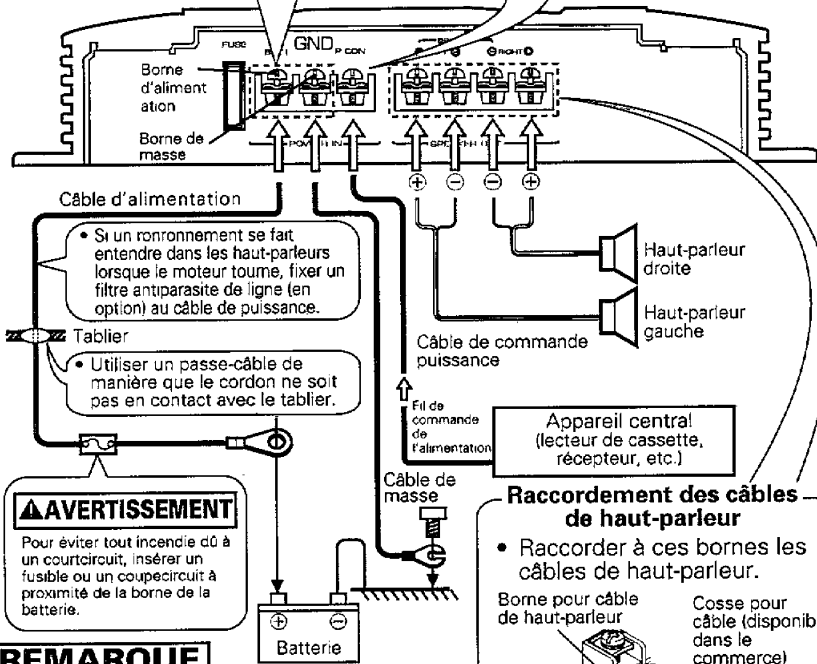 FUSE
GND P.CON
RIGHT
Borne
d'aliment
ation
Borne de
masse
POWER IN
Câble d'alimentation
• Si un ronronnement se fait
entendre dans les haut-parleurs
lorsque le moteur tourne, fixer un
filtre antiparasite de ligne (en
option) au câble de puissance.
Tablier
• Utiliser un passe-câble de
manière que le cordon ne soit
pas en contact avec le tablier.
⊕ ⊖ ⊖ ⊕
Haut-parleur
droite
Haut-parleur
gauche
Câble de commande
puissance
Fil de
commande
de
l'alimentation
Appareil central
(lecteur de cassette,
récepteur, etc.)
Câble de
masse
AAVERTISSEMENT
Pour éviter tout incendie dû à
un courtcircuit, insérer un
fusible ou un coupecircuit à
proximité de la borne de la
batterie.
⊕ ⊖
Batterie
REMARQUE
Raccordement des câbles
de haut-parleur
• Raccorder à ces bornes les
câbles de haut-parleur.
Borne pour câble
de haut-parleur
Cosse pour
câble (disponib
dans le
commerce)